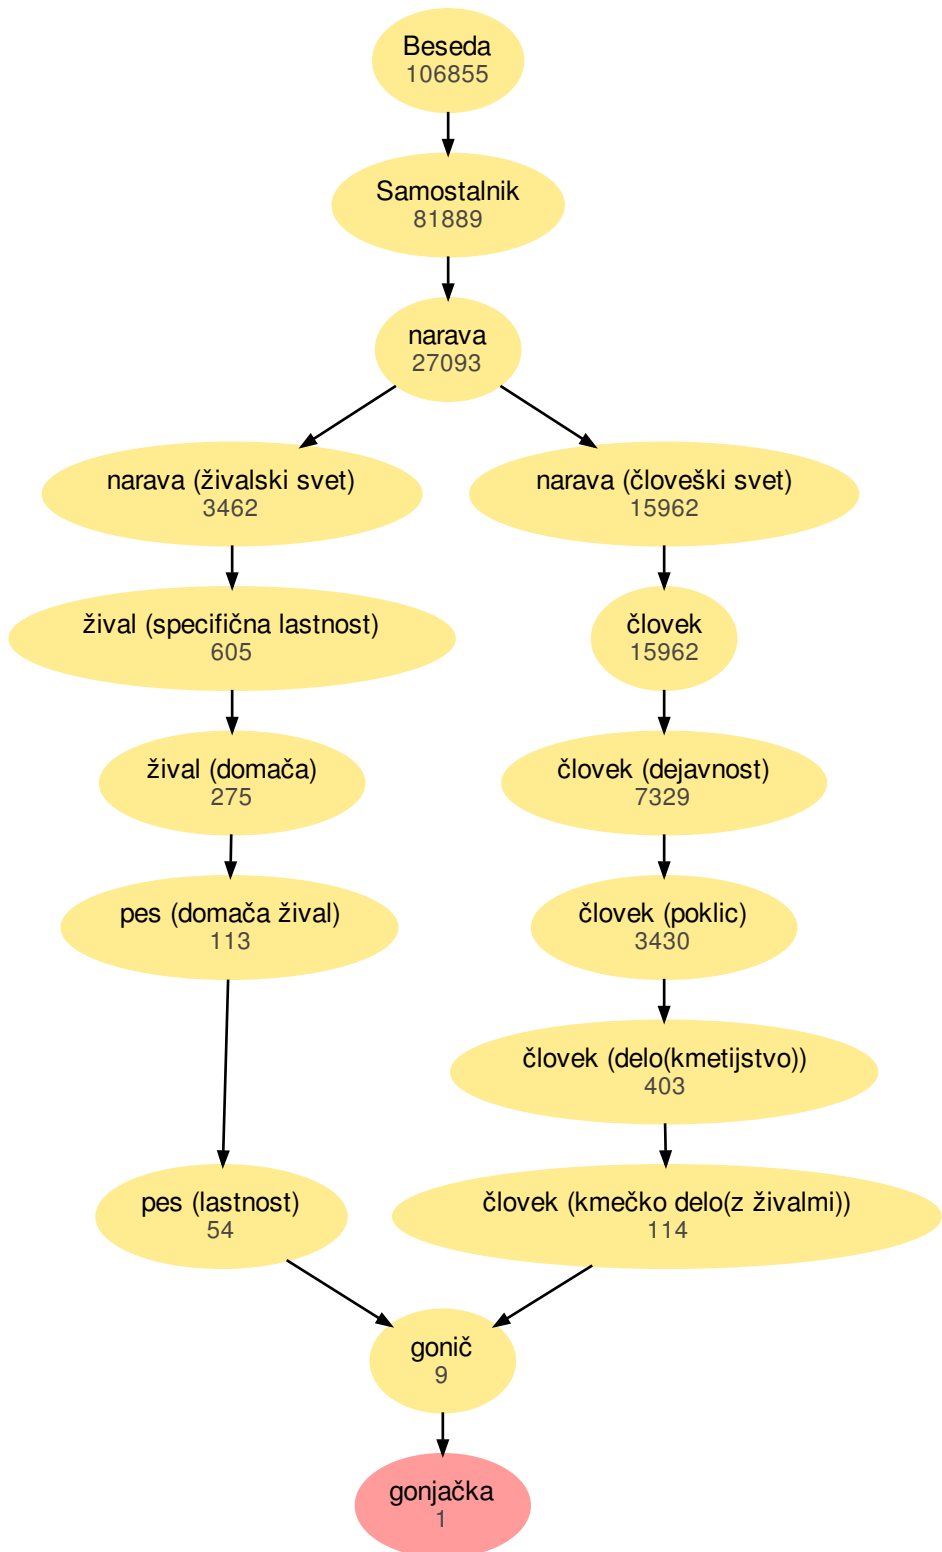 Beseda
106855
Samostalnik
81889
narava
27093
narava (živalski svet)
3462
narava (človeški svet)
15962
žival (specifična lastnost)
605
človek
15962
žival (domača)
275
človek (dejavnost)
7329
pes (domača žival)
113
človek (poklic)
3430
človek (delo(kmetijstvo))
403
pes (lastnost)
54
človek (kmečko delo(z živalmi))
114
gonič
9
gonjačka
1